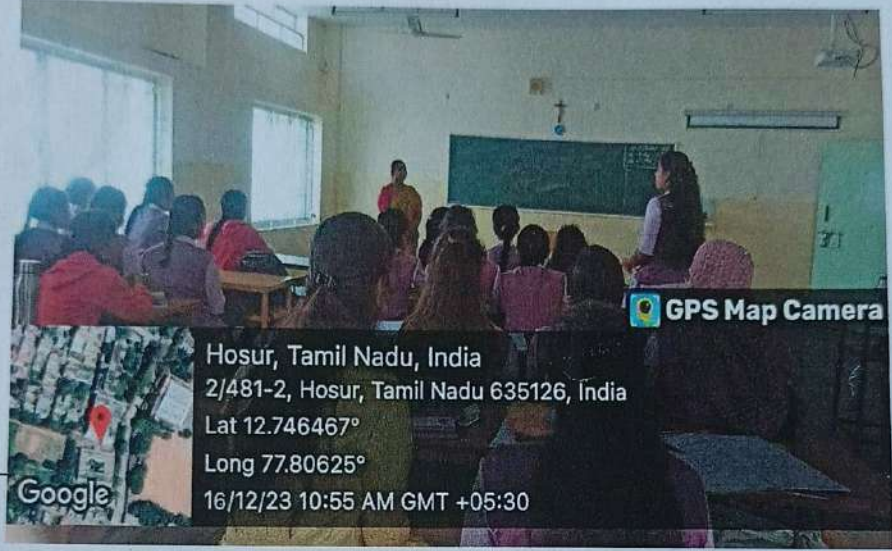 GPS Map Camera
Hosur, Tamil Nadu, India
2/481-2, Hosur, Tamil Nadu 635126, India
Lat 12.746467°
Long 77.80625°
16/12/23 10:55 AM GMT +05:30
Google